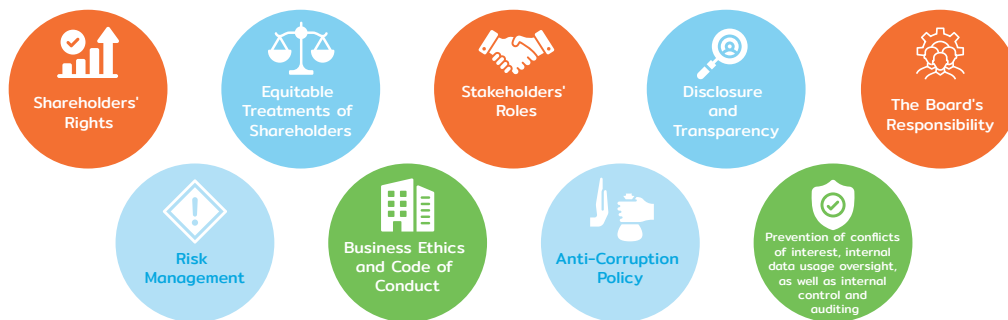 Shareholders'
Rights
Equitable
Treatments of
Shareholders
Stakeholders'
Roles
Disclosure
and
Transparency
The Board's
Responsibility
Risk
Management
Business Ethics
and Code of
Conduct
Anti-Corruption
Policy
Prevention of conflicts
of interest, internal
data usage oversight,
as well as internal
control and
auditing